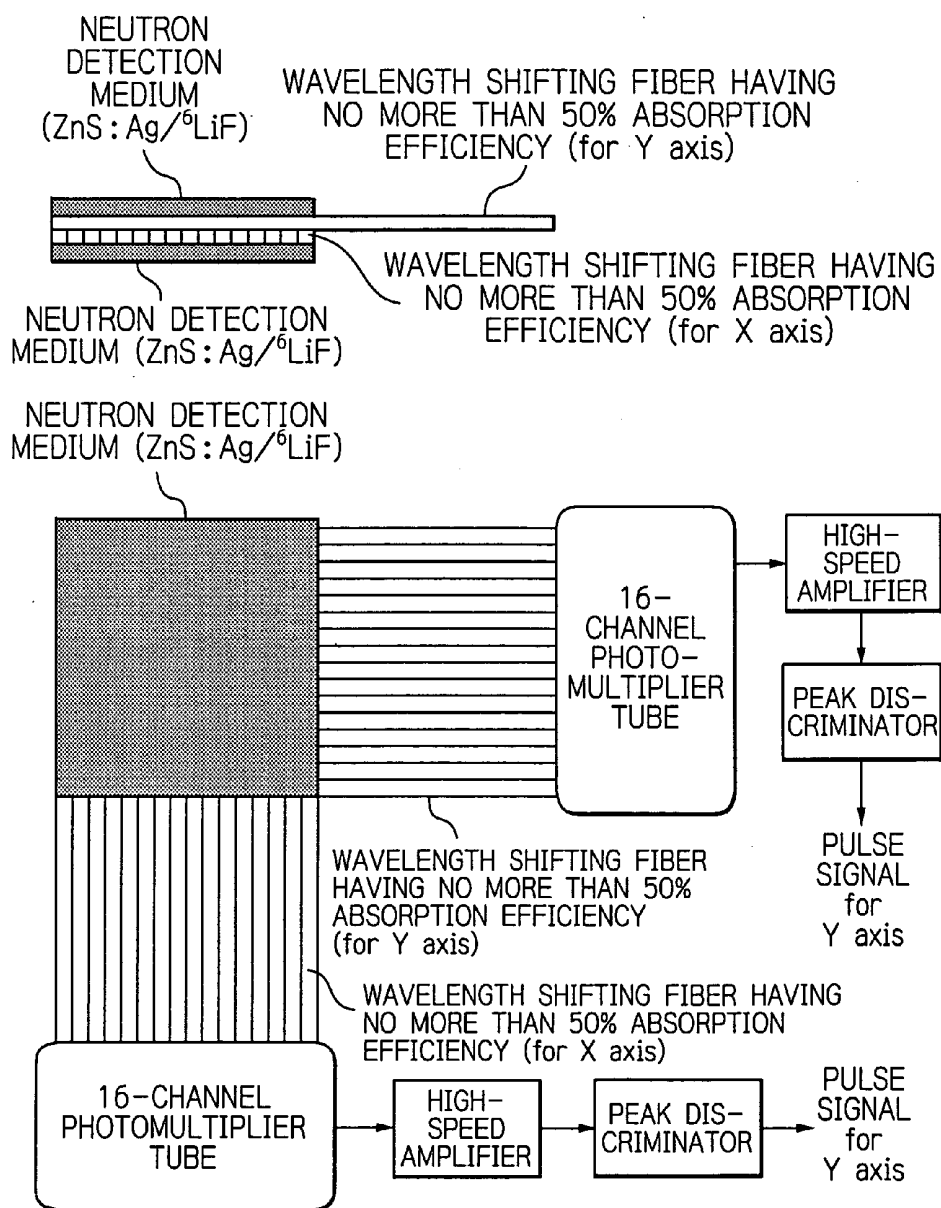 NEUTRON
DETECTION
MEDIUM
(ZnS:Ag/⁶LiF)
WAVELENGTH SHIFTING FIBER HAVING
NO MORE THAN 50% ABSORPTION
EFFICIENCY (for Y axis)
WAVELENGTH SHIFTING FIBER HAVING
NO MORE THAN 50% ABSORPTION
EFFICIENCY (for X axis)
NEUTRON DETECTION
MEDIUM (ZnS:Ag/⁶LiF)
NEUTRON DETECTION
MEDIUM (ZnS:Ag/⁶LiF)
16-
CHANNEL
PHOTO-
MULTIPLIER
TUBE
HIGH-
SPEED
AMPLIFIER
PEAK DIS-
CRIMINATOR
PULSE
SIGNAL
for
Y axis
WAVELENGTH SHIFTING FIBER
HAVING NO MORE THAN 50%
ABSORPTION EFFICIENCY
(for Y axis)
WAVELENGTH SHIFTING FIBER HAVING
NO MORE THAN 50% ABSORPTION
EFFICIENCY (for X axis)
16-CHANNEL
PHOTOMULTIPLIER
TUBE
HIGH-
SPEED
AMPLIFIER
PEAK DIS-
CRIMINATOR
PULSE
SIGNAL
for
Y axis